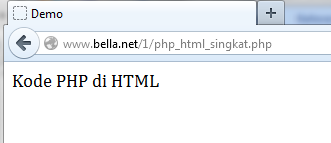 Demo
www.bella.net/1/php_html_singkat.php
Kode PHP di HTML